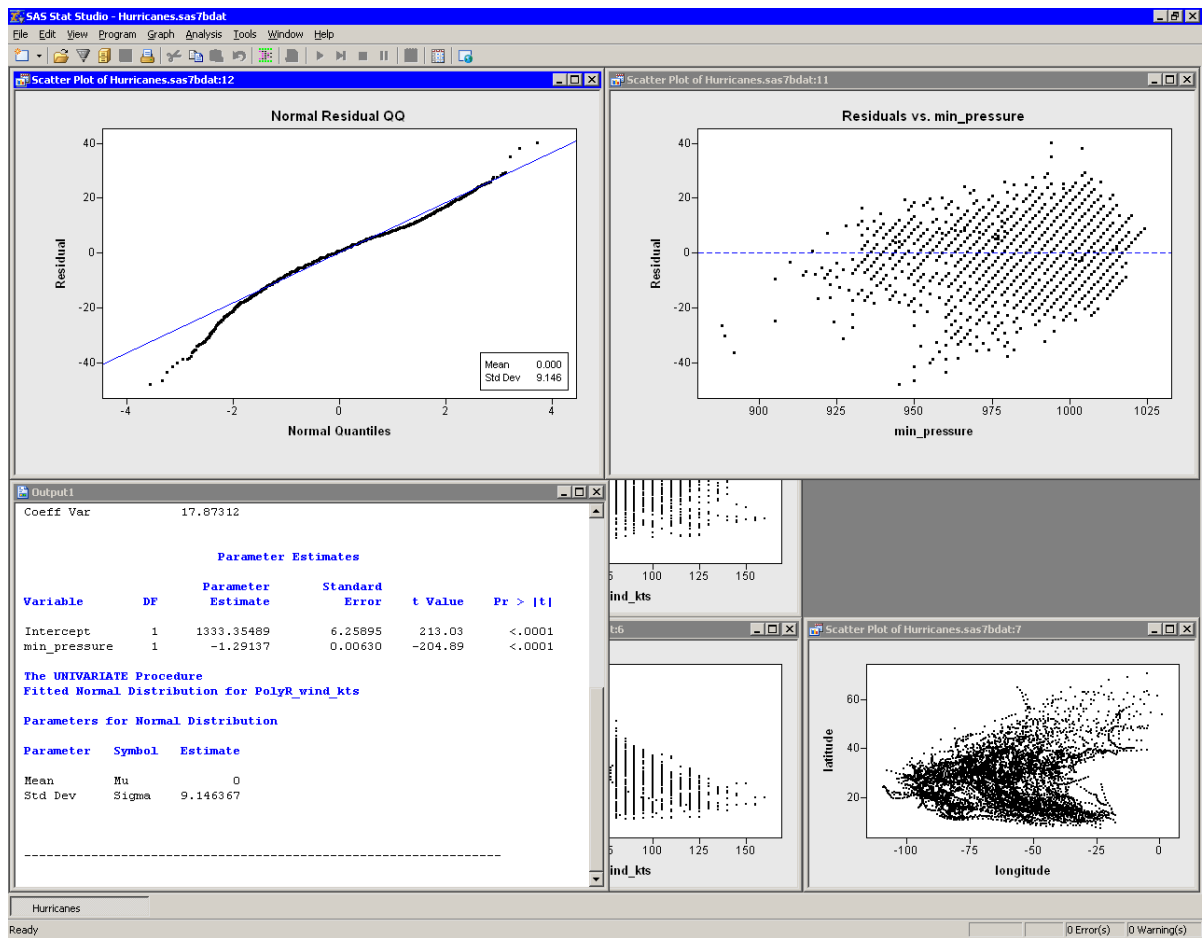 SAS Stat Studio - Hurricanes.sas7bdat
File Edit View Program Graph Analysis Tools Window Help
Scatter Plot of Hurricanes.sas7bdat:12
Normal Residual QQ
40
20
0
-20
-40
Residual
Mean 0.000
Std Dev 9.146
-4 -2 0 2 4
Normal Quantiles
Scatter Plot of Hurricanes.sas7bdat:11
Residuals vs. min_pressure
40
20
0
-20
-40
Residual
900 925 950 975 1000 1025
min_pressure
Output1
Coeff Var 17.87312
Parameter Estimates
Parameter Standard
Variable DF Estimate Error t Value Pr > |t|
Intercept 1 1333.35489 6.25895 213.03 <.0001
min_pressure 1 -1.29137 0.00630 -204.89 <.0001
The UNIVARIATE Procedure
Fitted Normal Distribution for PolyR_wind_kts
Parameters for Normal Distribution
Parameter Symbol Estimate
Mean Mu 0
Std Dev Sigma 9.146367
100 125 150
ind_kts
t:6
100 125 150
ind_kts
Scatter Plot of Hurricanes.sas7bdat:7
60
40
20
latitude
-100 -75 -50 -25 0
longitude
Hurricanes
Ready 0 Error(s) 0 Warning(s)